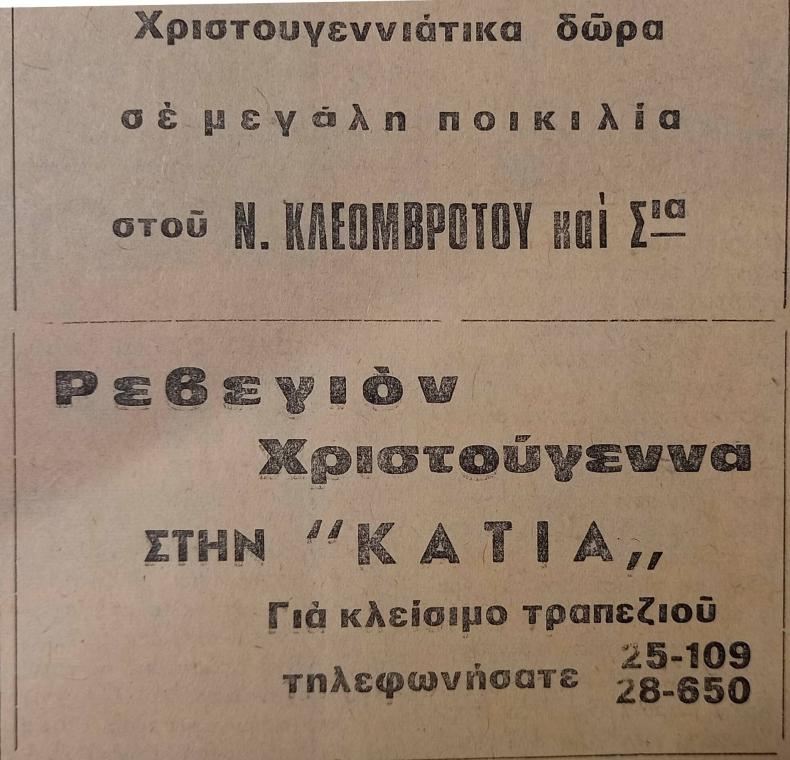 Χριστουγεννιάτικα δῶρα
σὲ μεγάλη ποικιλία
στοῦ Ν. ΚΛΕΟΜΒΡΟΤΟΥ καὶ Σια
Ρεβεγιὸν
Χριστούγεννα
ΣΤΗΝ “ΚΑΤΙΑ„
Γιὰ κλείσιμο τραπεζιοῦ
τηλεφωνήσατε 25-109
28-650